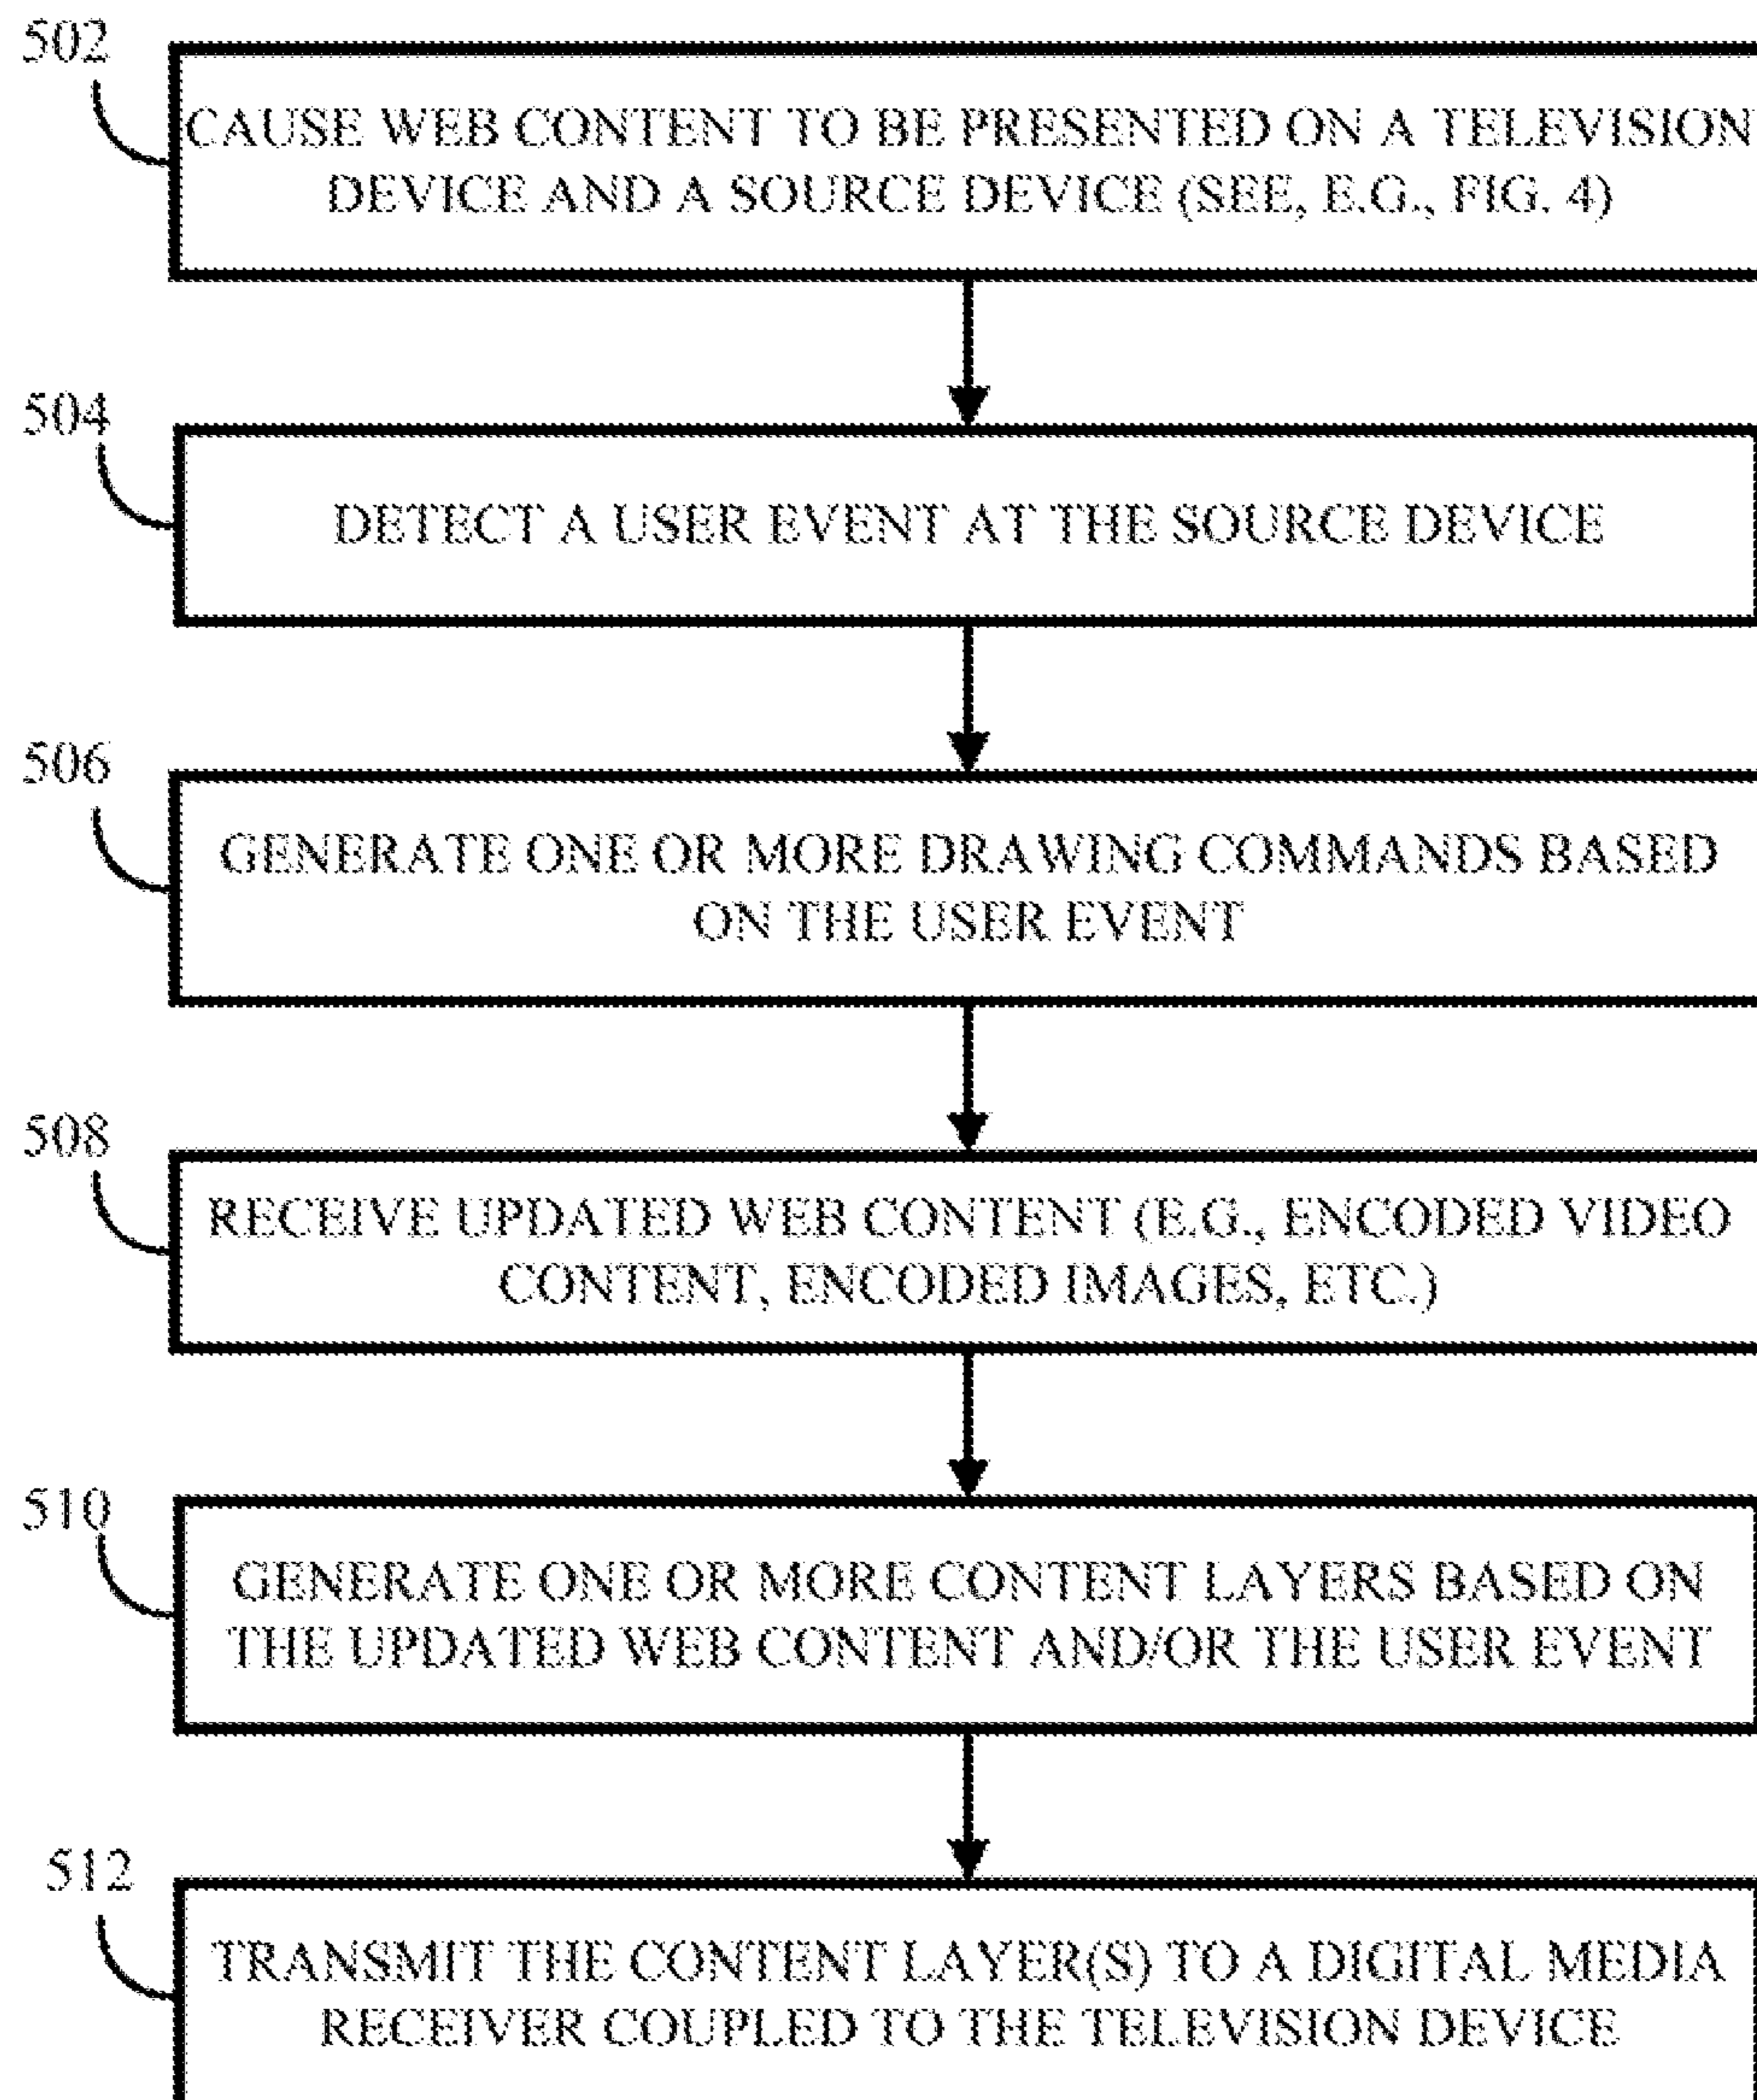 502
CAUSE WEB CONTENT TO BE PRESENTED ON A TELEVISION
DEVICE AND A SOURCE DEVICE (SEE, E.G., FIG. 4)
504
DETECT A USER EVENT AT THE SOURCE DEVICE
506
GENERATE ONE OR MORE DRAWING COMMANDS BASED
ON THE USER EVENT
508
RECEIVE UPDATED WEB CONTENT (E.G., ENCODED VIDEO
CONTENT, ENCODED IMAGES, ETC.)
510
GENERATE ONE OR MORE CONTENT LAYERS BASED ON
THE UPDATED WEB CONTENT AND/OR THE USER EVENT
512
TRANSMIT THE CONTENT LAYER(S) TO A DIGITAL MEDIA
RECEIVER COUPLED TO THE TELEVISION DEVICE